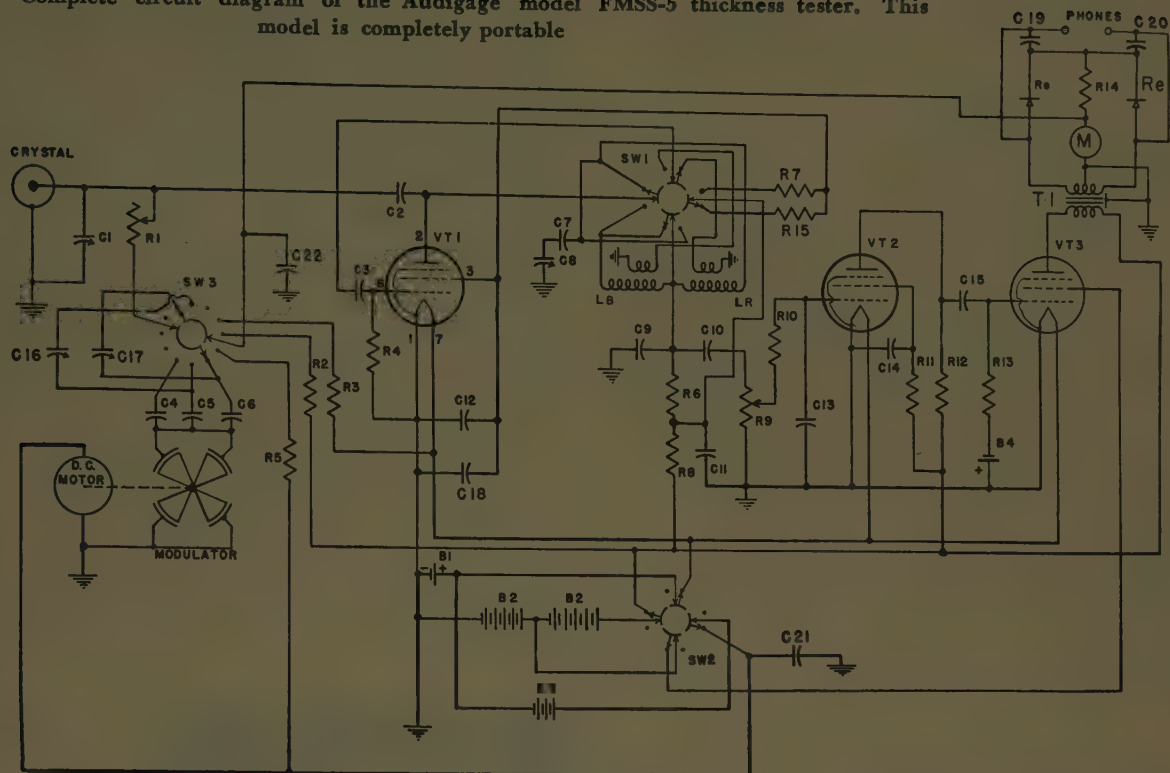 Complete circuit diagram of the Audigage model FMSS-5 thickness tester. This
model is completely portable
C19 PHONES C20
Re R14 Re
M
CRYSTAL
SW1
R7
T1
C2
R15
C1 R1
2 VT1
C7
VT2 VT3
C22
C8
C3 6 3
SW3
LB LR
C15
R10
C16 C17
1 7
C9 C10
R4
C14 R11 R12 R13
R2 R3
R6
C4 C5 C6
C12
R9 C13
R5
R8 C11
B4
+
D.C.
MOTOR
C18
MODULATOR
- B1 +
B2 B2
SW2
C21